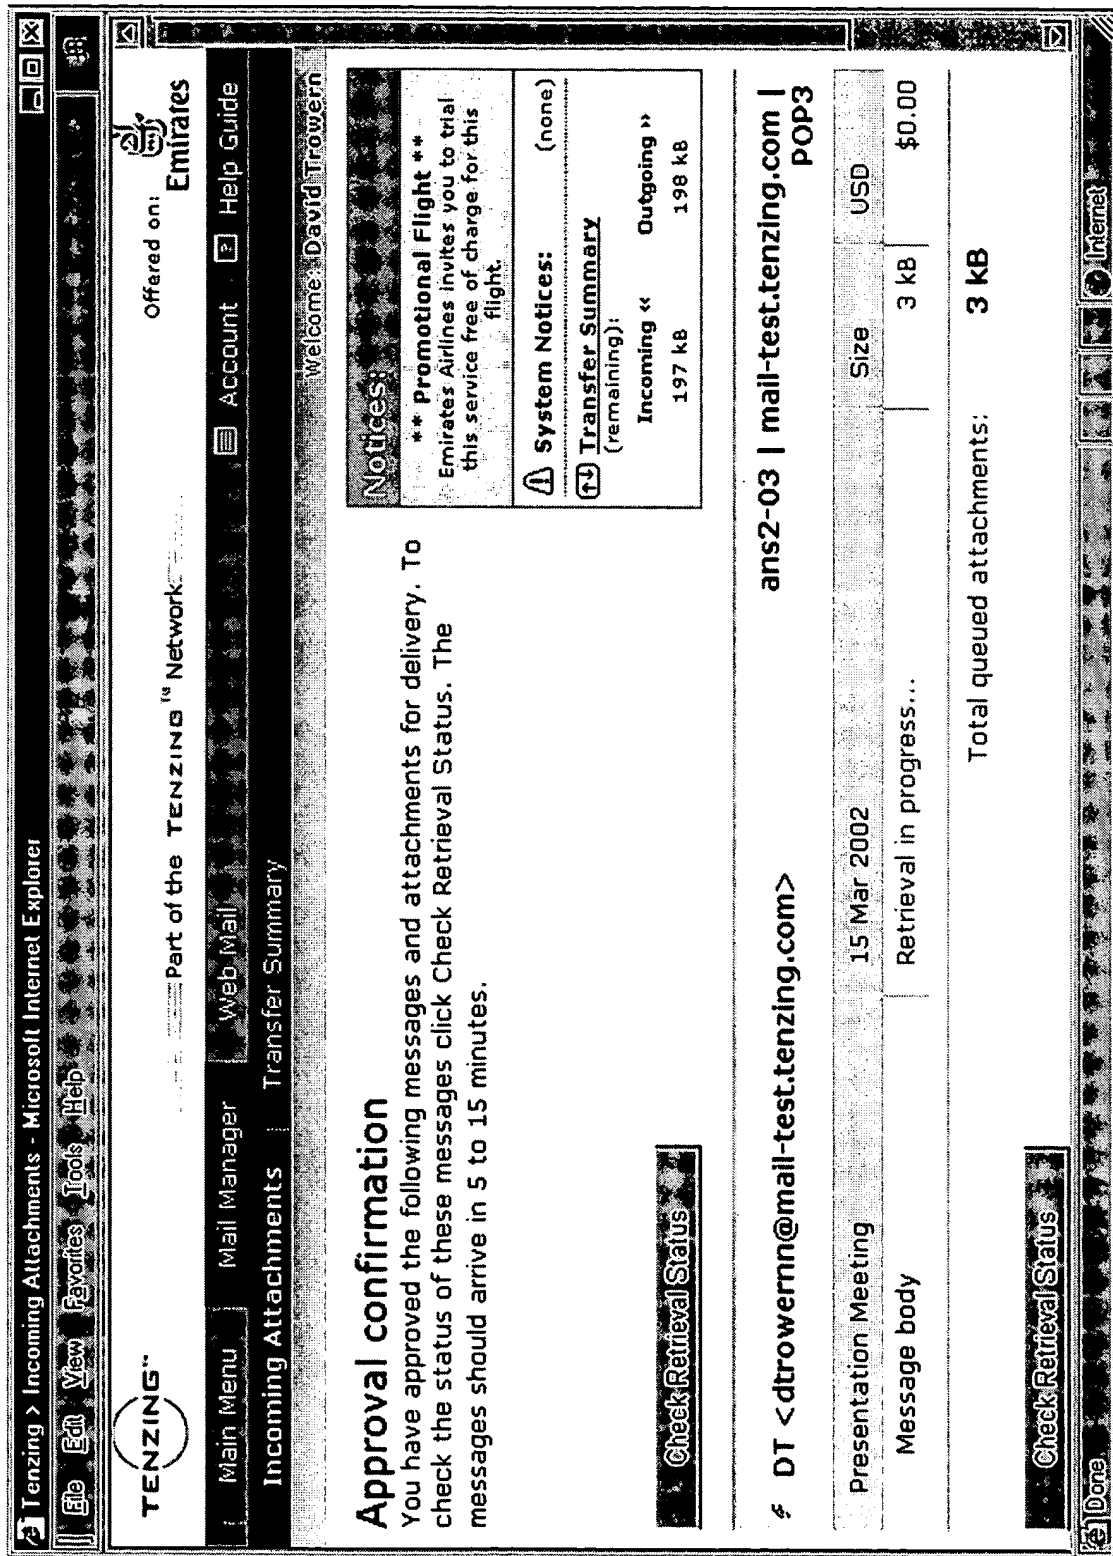 Tenzing > Incoming Attachments - Microsoft Internet Explorer
File Edit View Favorites Tools Help
TENZING™
Part of the TENZING™ Network
Offered on:
Emirates
Main Menu Mail Manager Web Mail Account Help Guide
Incoming Attachments | Transfer Summary
Welcome: David Trowern
Approval confirmation
You have approved the following messages and attachments for delivery. To
check the status of these messages click Check Retrieval Status. The
messages should arrive in 5 to 15 minutes.
Check Retrieval Status
Notices:
** Promotional Flight **
Emirates Airlines invites you to trial
this service free of charge for this
flight.
System Notices: (none)
Transfer Summary
(remaining):
Incoming << Outgoing >>
197 kB 198 kB
DT <dtrowernn@mail-test.tenzing.com> ans2-03 | mail-test.tenzing.com |
POP3
Presentation Meeting 15 Mar 2002 Size USD
Message body Retrieval in progress... 3 kB $0.00
Total queued attachments: 3 kB
Check Retrieval Status
Done Internet